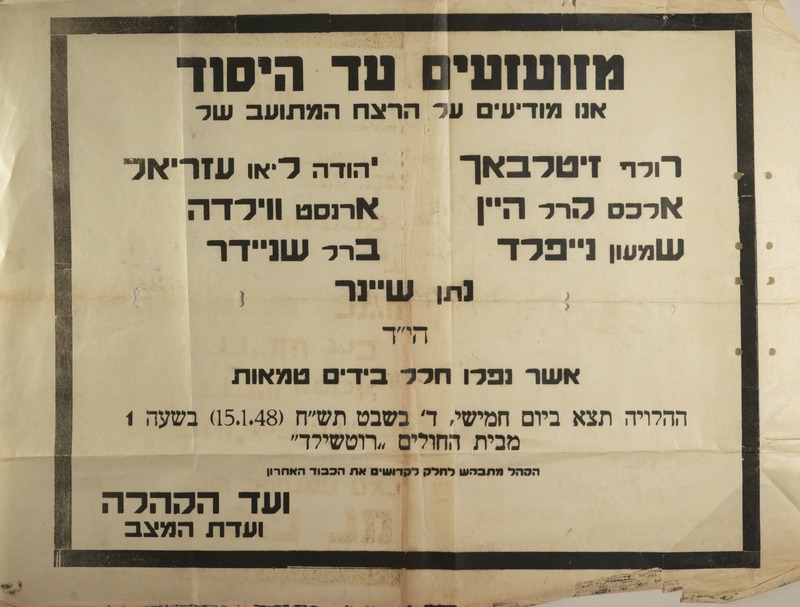 מזועזעים עד היסוד
אנו מודיעים על הרצח המתועב של
רולף זיטלבאך
יהודה ליאו עזריאל
אלכס קרל היין
ארנסט ווילדה
שמעון נייפלד
ברל שניידר
נתן שיינר
הי״ד
אשר נפלו חלל בידים טמאות
ההלויה תצא ביום חמישי, ד׳ בשבט תש״ח (15.1.48) בשעה 1
מבית החולים „רוטשילד”
הקהל מתבקש לחלק לקדושים את הכבוד האחרון
ועד הקהלה
ועדת המצב